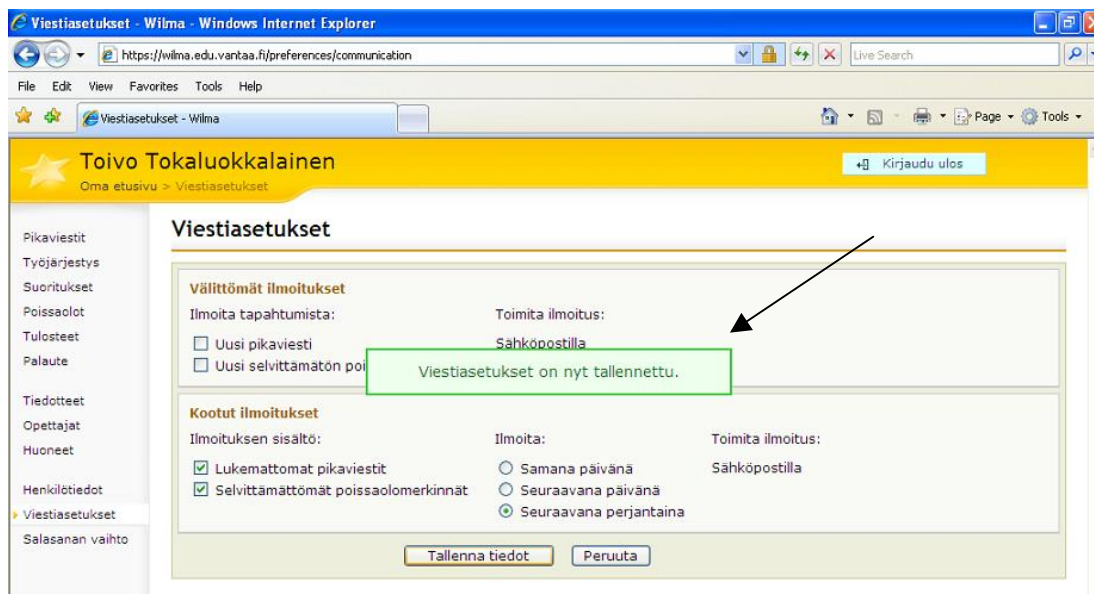 Viestiasetukset - Wilma - Windows Internet Explorer
https://wilma.edu.vantaa.fi/preferences/communication
Live Search
File Edit View Favorites Tools Help
Viestiasetukset - Wilma
Page Tools
Toivo Tokaluokkalainen
Kirjaudu ulos
Oma etusivu > Viestiasetukset
Pikaviestit
Työjärjestys
Suoritukset
Poissaolot
Tulosteet
Palaute
Tiedotteet
Opettajat
Huoneet
Henkilötiedot
Viestiasetukset
Salasanan vaihto
Viestiasetukset
Välittömät ilmoitukset
Ilmoita tapahtumista: Toimita ilmoitus:
Uusi pikaviesti Sähköpostilla
Uusi selvittämätön poi
Viestiasetukset on nyt tallennettu.
Kootut ilmoitukset
Ilmoituksen sisältö: Ilmoita: Toimita ilmoitus:
Lukemattomat pikaviestit Samana päivänä Sähköpostilla
Selvittämättömät poissaolomerkinnät Seuraavana päivänä
Seuraavana perjantaina
Tallenna tiedot Peruuta